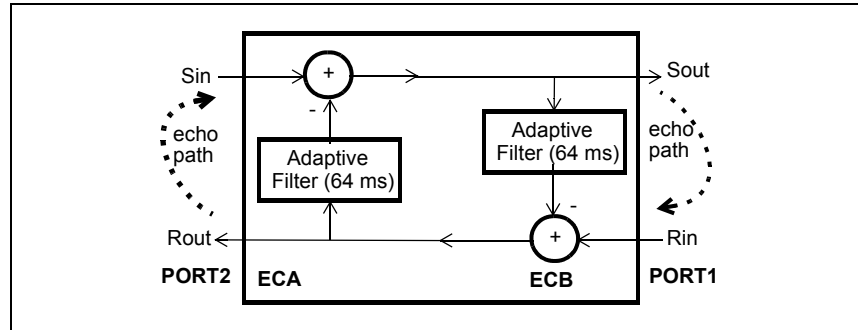 Sin
+
Sout
-
echo
path
Adaptive
Filter (64 ms)
Adaptive
Filter (64 ms)
echo
path
-
Rout
+
Rin
PORT2
ECA
ECB
PORT1